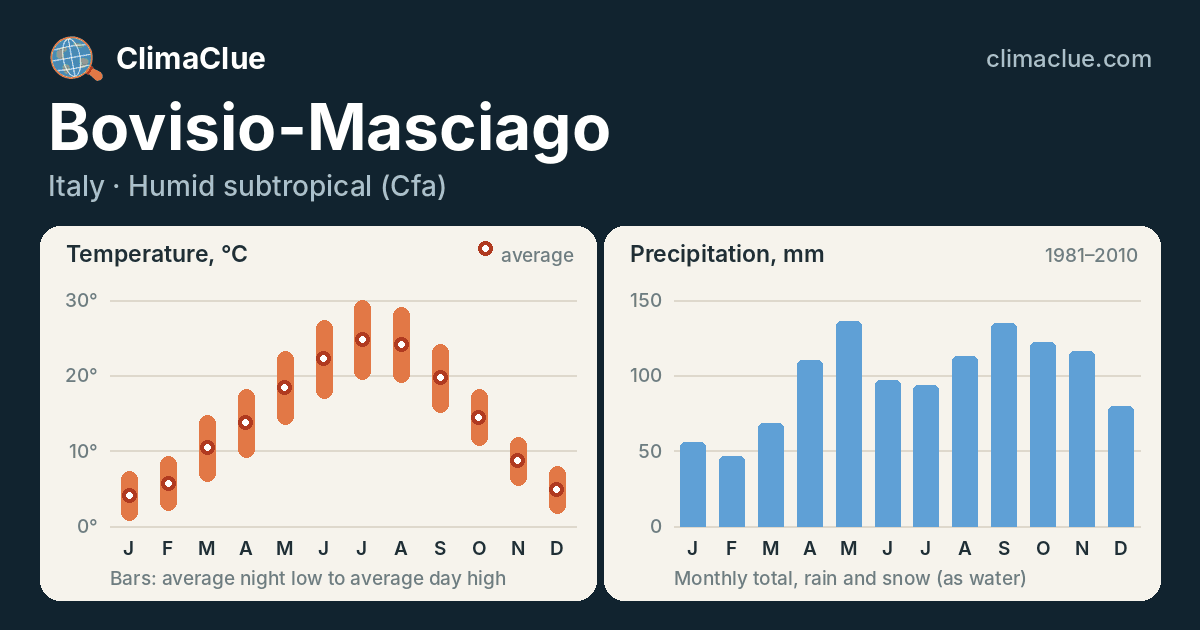 ClimaClue
climaclue.com
Bovisio-Masciago
Italy · Humid subtropical (Cfa)
Temperature, °C
average
30°
20°
10°
0°
J F M A M J J A S O N D
Bars: average night low to average day high
Precipitation, mm
1981–2010
150
100
50
0
J F M A M J J A S O N D
Monthly total, rain and snow (as water)